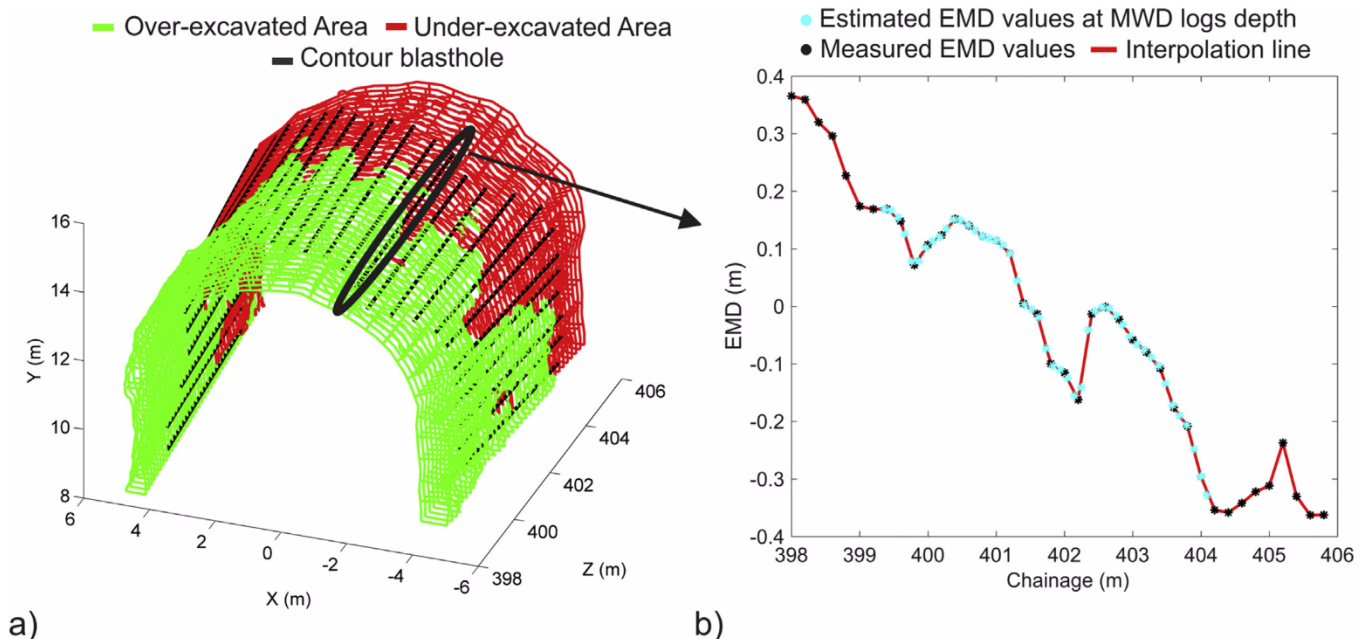 Over-excavated Area Under-excavated Area
Contour blasthole
16
14
12
10
8
Y (m)
6
4
2
0
-2
-4
-6
X (m)
398
400
402
404
406
Z (m)
a)
Estimated EMD values at MWD logs depth
Measured EMD values Interpolation line
0.4
0.3
0.2
0.1
0
-0.1
-0.2
-0.3
-0.4
EMD (m)
398 399 400 401 402 403 404 405 406
Chainage (m)
b)